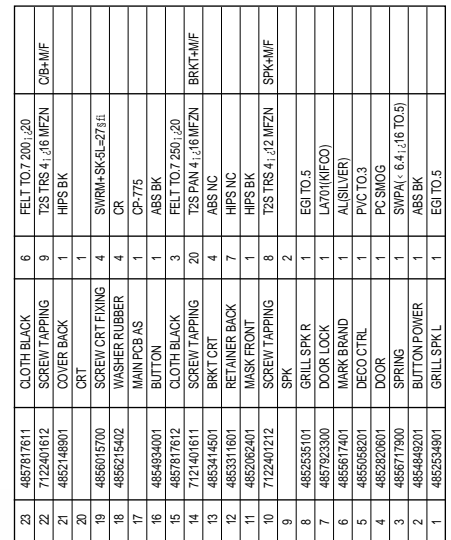 23 4857817611 CLOTH BLACK 6 FELT TO.7 200¡¿20
22 7122401612 SCREW TAPPING 9 T2S TRS 4¡¿16 MFZN C/B+M/F
21 4852148901 COVER BACK 1 HIPS BK
20 CRT 1
19 4856015700 SCREW CRT FIXING 4 SWRM+SK-5L=27§fi
18 4856215402 WASHER RUBBER 4 CR
17 MAIN PCB AS 1 CP-775
16 4854934001 BUTTON 1 ABS BK
15 4857817612 CLOTH BLACK 3 FELT TO.7 250¡¿20
14 7121401611 SCREW TAPPING 20 T2S PAN 4¡¿16 MFZN BRKT+M/F
13 4853414501 BRKT CRT 4 ABS NC
12 4853311601 RETAINER BACK 7 HIPS NC
11 4852062401 MASK FRONT 1 HIPS BK
10 7122401212 SCREW TAPPING 8 T2S TRS 4¡¿12 MFZN SPK+M/F
9 SPK 2
8 4852535101 GRILL SPK R 1 EGI TO.5
7 4857923300 DOOR LOCK 1 LA701(KIFCO)
6 4855617401 MARK BRAND 1 AL(SILVER)
5 4855058201 DECO CTRL 1 PVC TO.3
4 4852820601 DOOR 1 PC SMOG
3 4856717900 SPRING 1 SWPA(‹ 6.4¡¿16 TO.5)
2 4854849201 BUTTON POWER 1 ABS BK
1 4852534901 GRILL SPK L 1 EGI TO.5